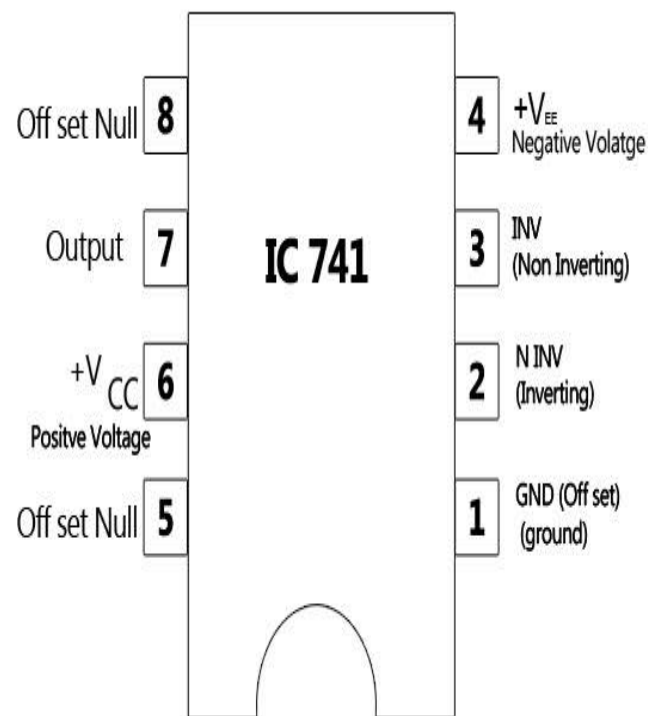 Off set Null 8
Output 7
+V CC 6
Positve Voltage
Off set Null 5
IC 741
4 +VEE
Negative Volatge
3 INV
(Non Inverting)
2 N INV
(Inverting)
1 GND (Off set)
(ground)